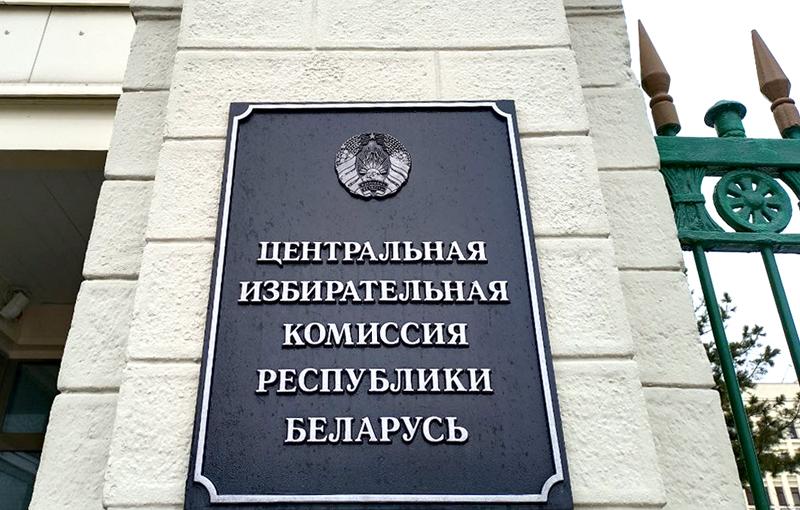 ЦЕНТРАЛЬНАЯ
ИЗБИРАТЕЛЬНАЯ
КОМИССИЯ
РЕСПУБЛИКИ
БЕЛАРУСЬ